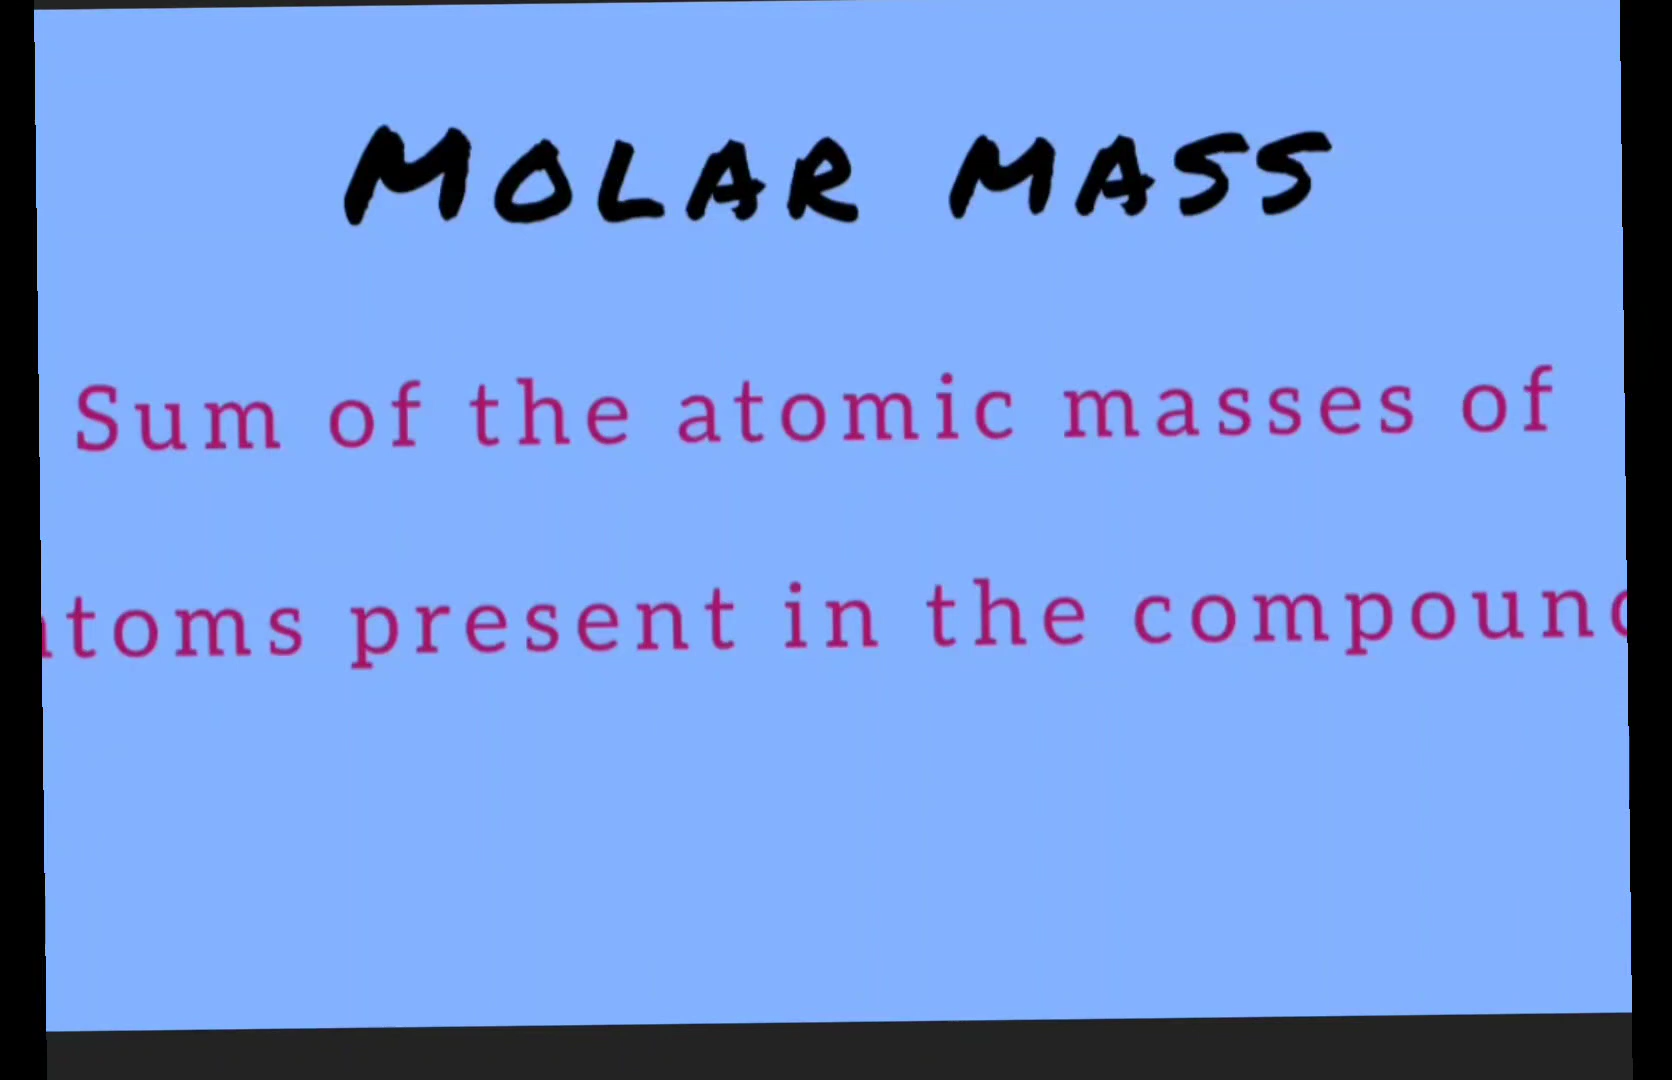 MOLAR MASS
Sum of the atomic masses of
toms present in the compoun